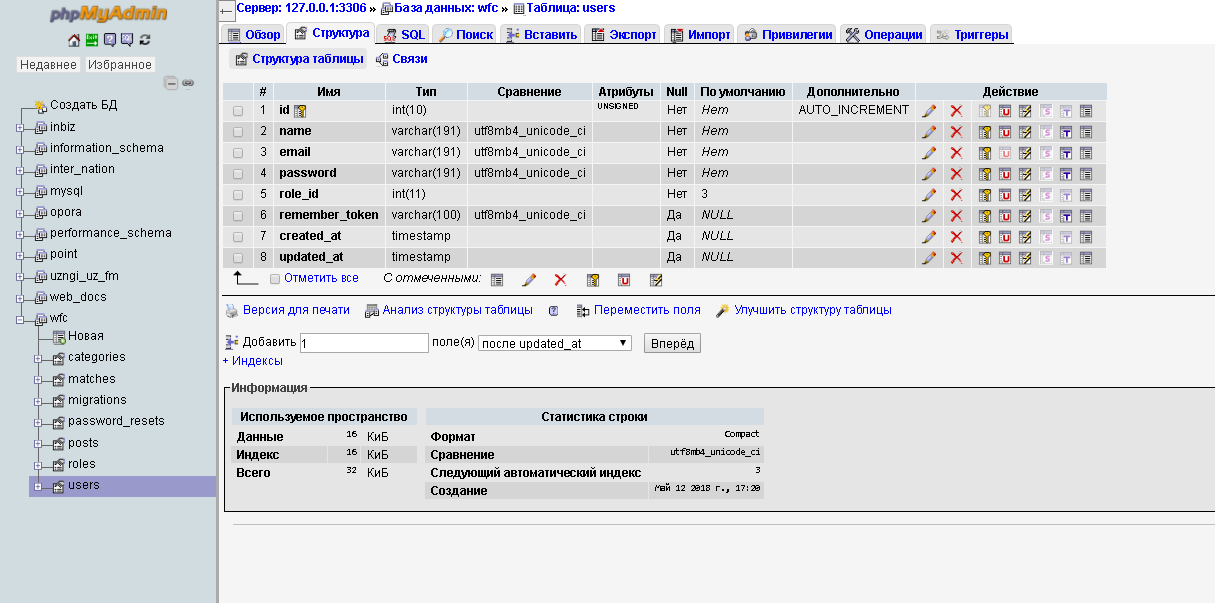 phpMyAdmin
Недавнее Избранное
Создать БД
inbiz
information_schema
inter_nation
mysql
opora
performance_schema
point
uzngi_uz_fm
web_docs
wfc
Новая
categories
matches
migrations
password_resets
posts
roles
users
Сервер: 127.0.0.1:3306 » База данных: wfc » Таблица: users
Обзор Структура SQL Поиск Вставить Экспорт Импорт Привилегии Операции Триггеры
Структура таблицы Связи
# Имя Тип Сравнение Атрибуты Null По умолчанию Дополнительно Действие
1 id int(10) UNSIGNED Нет Нет AUTO_INCREMENT
2 name varchar(191) utf8mb4_unicode_ci Нет Нет
3 email varchar(191) utf8mb4_unicode_ci Нет Нет
4 password varchar(191) utf8mb4_unicode_ci Нет Нет
5 role_id int(11) Нет 3
6 remember_token varchar(100) utf8mb4_unicode_ci Да NULL
7 created_at timestamp Да NULL
8 updated_at timestamp Да NULL
Отметить все С отмеченными:
Версия для печати Анализ структуры таблицы Переместить поля Улучшить структуру таблицы
Добавить 1 поле(я) после updated_at Вперёд
+ Индексы
Информация
Используемое пространство
Данные 16 КиБ
Индекс 16 КиБ
Всего 32 КиБ
Статистика строки
Формат Compact
Сравнение utf8mb4_unicode_ci
Следующий автоматический индекс 3
Создание Май 12 2018 г., 17:20